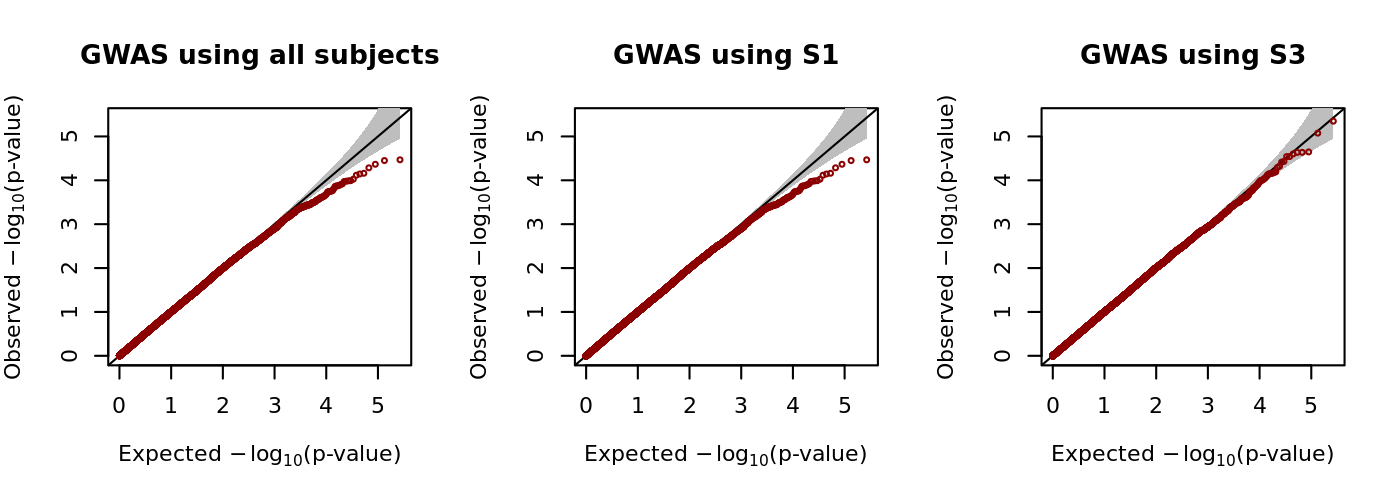 GWAS using all subjects
Observed −log10(p-value)
5
4
3
2
1
0
0 1 2 3 4 5
Expected −log10(p-value)
GWAS using S1
Observed −log10(p-value)
5
4
3
2
1
0
0 1 2 3 4 5
Expected −log10(p-value)
GWAS using S3
Observed −log10(p-value)
5
4
3
2
1
0
0 1 2 3 4 5
Expected −log10(p-value)